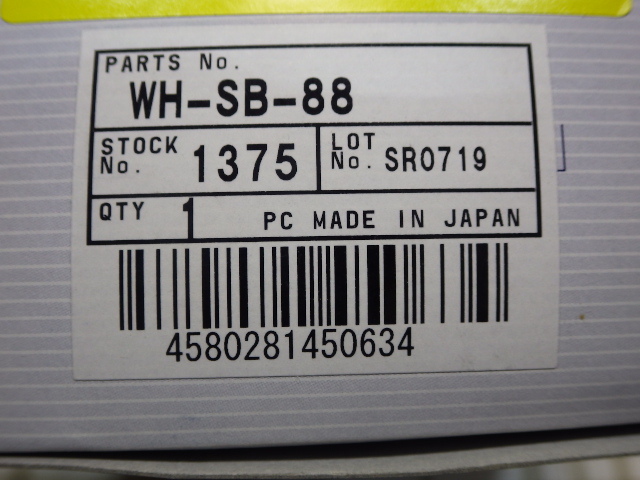 PARTS No.
WH-SB-88
STOCK No. 1375
LOT No. SR0719
QTY 1 PC MADE IN JAPAN
4580281450634